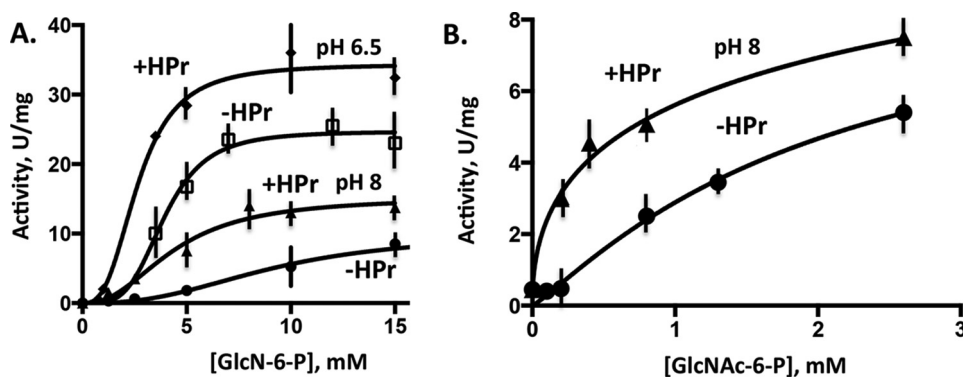 A.
Activity, U/mg
40
30
20
10
0
+HPr
pH 6.5
-HPr
+HPr
pH 8
-HPr
0
5
10
15
[GlcN-6-P], mM
B.
Activity, U/mg
8
6
4
2
0
pH 8
+HPr
-HPr
0
1
2
3
[GlcNAc-6-P], mM